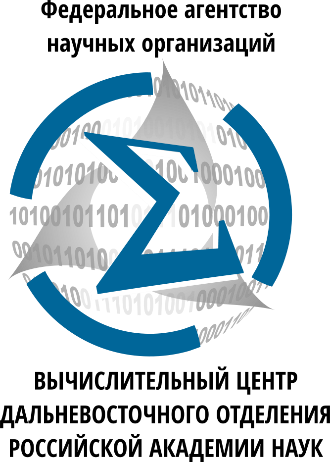 Федеральное агентство
научных организаций
Σ
ВЫЧИСЛИТЕЛЬНЫЙ ЦЕНТР
ДАЛЬНЕВОСТОЧНОГО ОТДЕЛЕНИЯ
РОССИЙСКОЙ АКАДЕМИИ НАУК